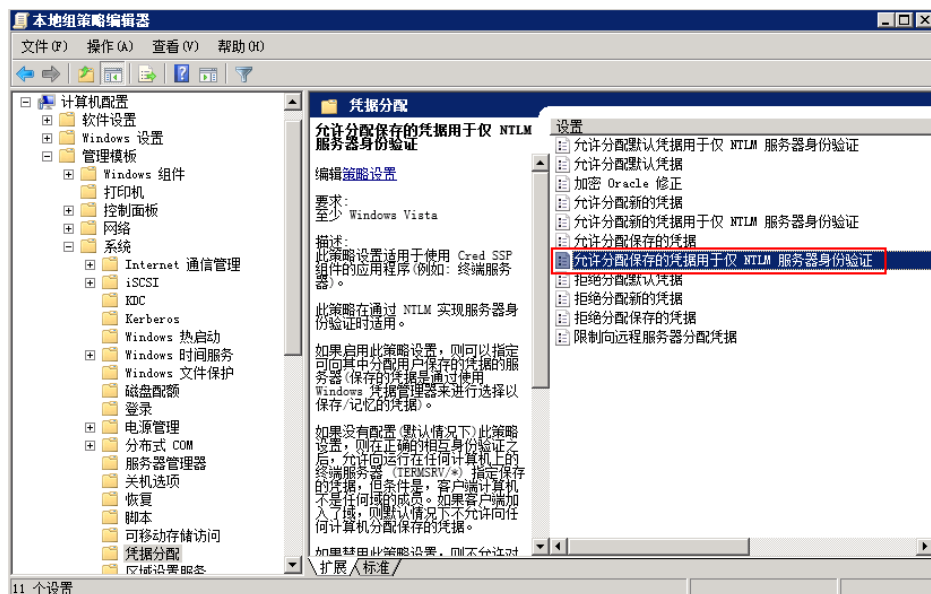 本地组策略编辑器
文件(F) 操作(A) 查看(V) 帮助(H)
计算机配置
软件设置
Windows 设置
管理模板
Windows 组件
打印机
控制面板
网络
系统
Internet 通信管理
iSCSI
KDC
Kerberos
Windows 热启动
Windows 时间服务
Windows 文件保护
磁盘配额
登录
电源管理
分布式 COM
服务器管理器
关机选项
恢复
脚本
可移动存储访问
凭据分配
区域设置服务
凭据分配
允许分配保存的凭据用于仅 NTLM
服务器身份验证
编辑策略设置
要求:
至少 Windows Vista
描述:
此策略设置适用于使用 Cred SSP
组件的应用程序(例如: 终端服务
器)。
此策略在通过 NTLM 实现服务器身
份验证时适用。
如果启用此策略设置，则可以指定
可向其中分配用户保存的凭据的服
务器(保存的凭据是通过使用
Windows 凭据管理器来进行选择以
保存/记忆的凭据)。
如果没有配置(默认情况下)此策略
设置，则在正确的相互身份验证之
后，允许向运行在任何计算机上的
终端服务器 (TERMSRV/*) 指定保存
的凭据，但条件是，客户端计算机
不是任何域的成员。如果客户端加
入了域，则默认情况下不允许向任
何计算机分配保存的凭据。
如果禁用此策略设置，则不允许对
设置
允许分配默认凭据用于仅 NTLM 服务器身份验证
允许分配默认凭据
加密 Oracle 修正
允许分配新的凭据
允许分配新的凭据用于仅 NTLM 服务器身份验证
允许分配保存的凭据
允许分配保存的凭据用于仅 NTLM 服务器身份验证
拒绝分配默认凭据
拒绝分配新的凭据
拒绝分配保存的凭据
限制向远程服务器分配凭据
扩展 标准
11 个设置